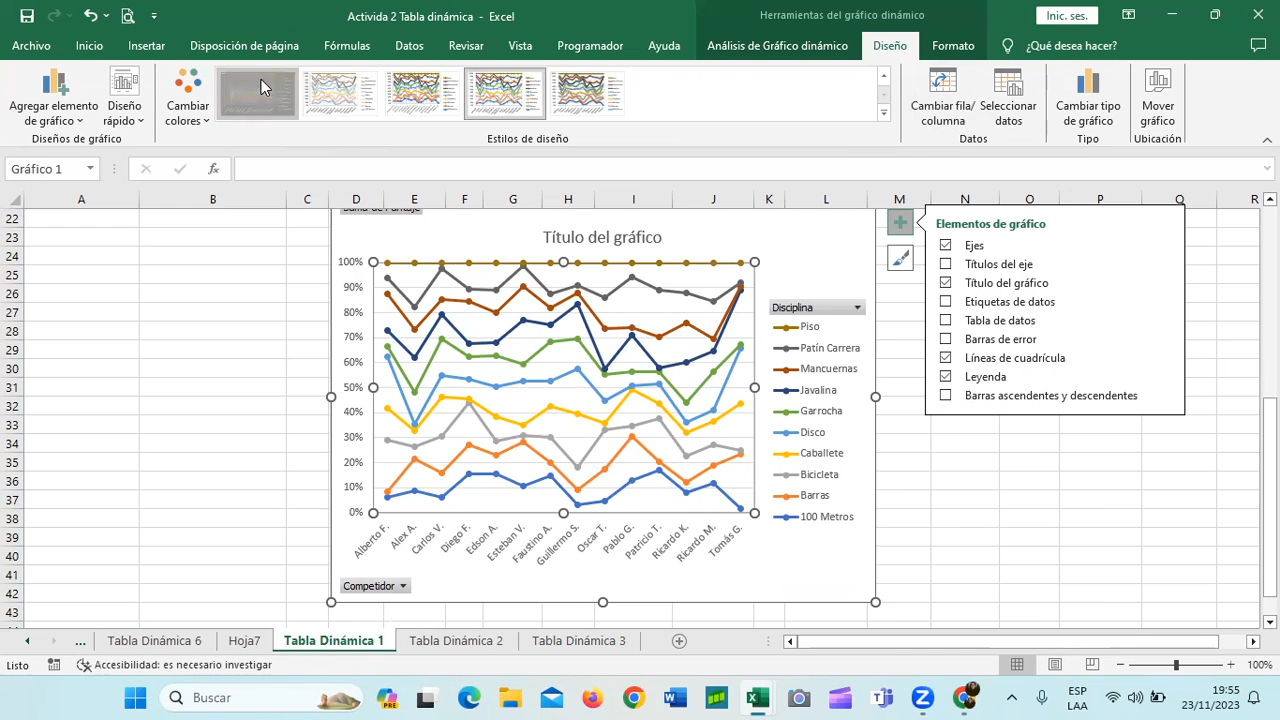 Activida 2 Tabla dinámica - Excel
Herramientas del gráfico dinámico
Inic. ses.
Archivo Inicio Insertar Disposición de página Fórmulas Datos Revisar Vista Programador Ayuda Análisis de Gráfico dinámico Diseño Formato ¿Qué desea hacer?
Agregar elemento
de gráfico
Diseño
rápido
Cambiar
colores
Cambiar fila/
columna
Seleccionar
datos
Cambiar tipo
de gráfico
Mover
gráfico
Diseños de gráfico
Estilos de diseño
Datos
Tipo
Ubicación
Gráfico 1
fx
A B C D E F G H I J K L M N O P Q R
22
23
24
25
26
27
28
29
30
31
32
33
34
35
36
37
38
39
40
41
42
43
Suma de Puntaje
Título del gráfico
100%
90%
80%
70%
60%
50%
40%
30%
20%
10%
0%
Alberto F.
Alex A.
Carlos V.
Diego F.
Edson A.
Esteban V.
Faustino A.
Guillermo S.
Oscar T.
Pablo G.
Patricio T.
Ricardo K.
Ricardo M.
Tomás G.
Disciplina
Piso
Patín Carrera
Mancuernas
Javalina
Garrocha
Disco
Caballete
Bicicleta
Barras
100 Metros
Competidor
Elementos de gráfico
Ejes
Títulos del eje
Título del gráfico
Etiquetas de datos
Tabla de datos
Barras de error
Líneas de cuadrícula
Leyenda
Barras ascendentes y descendentes
... Tabla Dinámica 6 Hoja7 Tabla Dinámica 1 Tabla Dinámica 2 Tabla Dinámica 3
Listo
Accesibilidad: es necesario investigar
100%
Buscar
PRE
ESP
LAA
19:55
23/11/2023